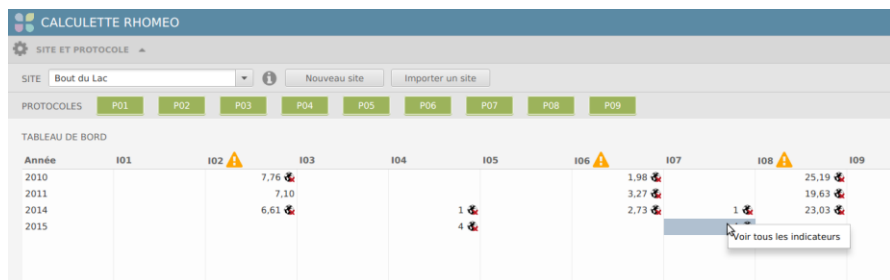 CALCULETTE RHOMEO
SITE ET PROTOCOLE
SITE Bout du Lac Nouveau site Importer un site
PROTOCOLES P01 P02 P03 P04 P05 P06 P07 P08 P09
TABLEAU DE BORD
Année I01 I02 I03 I04 I05 I06 I07 I08 I09
2010 7,76 1,98 25,19
2011 7,10 3,27 19,63
2014 6,61 1 2,73 1 23,03
2015 4
Voir tous les indicateurs